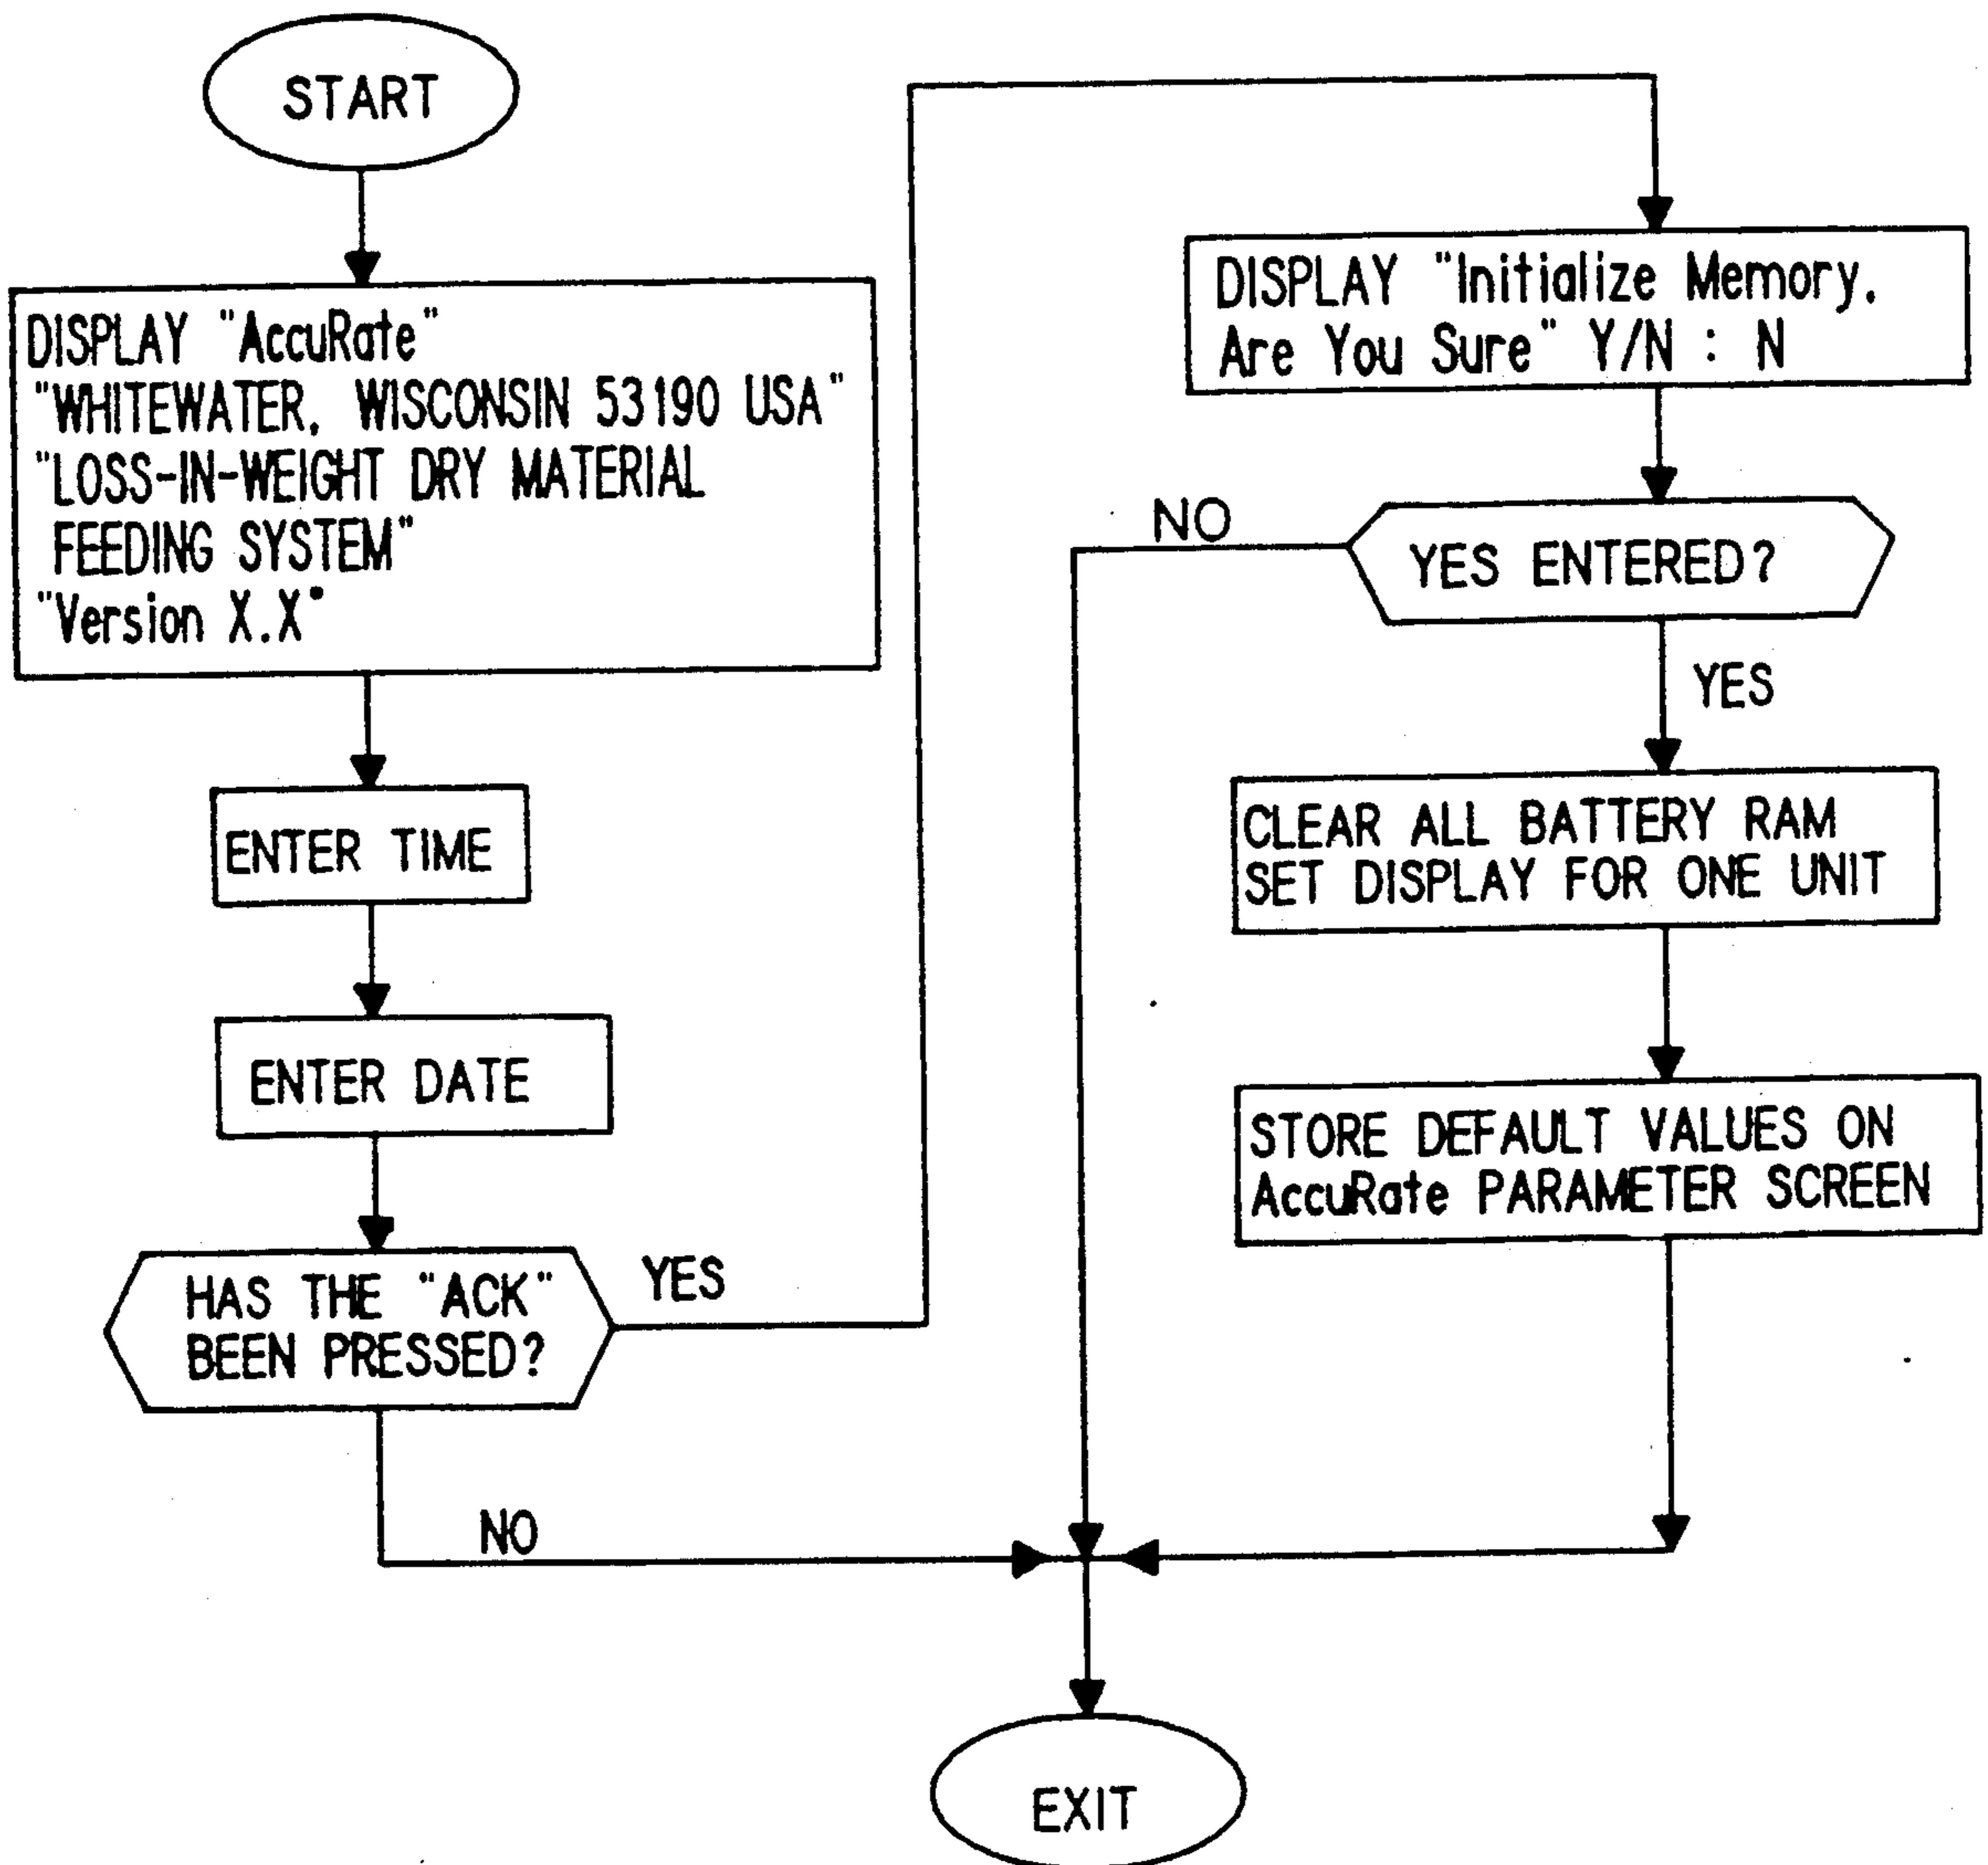 START
DISPLAY "AccuRate"
"WHITEWATER, WISCONSIN 53190 USA"
"LOSS-IN-WEIGHT DRY MATERIAL
FEEDING SYSTEM"
"Version X.X"
ENTER TIME
ENTER DATE
HAS THE "ACK"
BEEN PRESSED?
YES
NO
DISPLAY "Initialize Memory,
Are You Sure" Y/N : N
NO
YES ENTERED?
YES
CLEAR ALL BATTERY RAM
SET DISPLAY FOR ONE UNIT
STORE DEFAULT VALUES ON
AccuRate PARAMETER SCREEN
EXIT